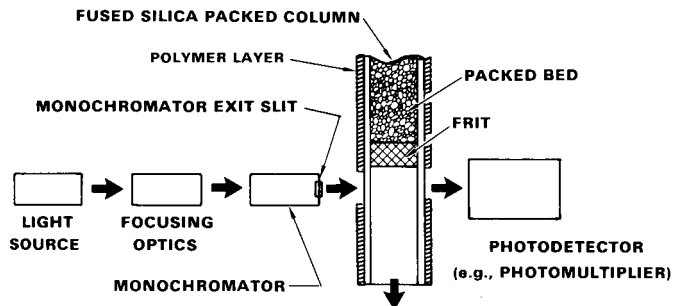 FUSED SILICA PACKED COLUMN
POLYMER LAYER
PACKED BED
MONOCHROMATOR EXIT SLIT
FRIT
LIGHT
SOURCE
FOCUSING
OPTICS
MONOCHROMATOR
PHOTODETECTOR
(e.g., PHOTOMULTIPLIER)